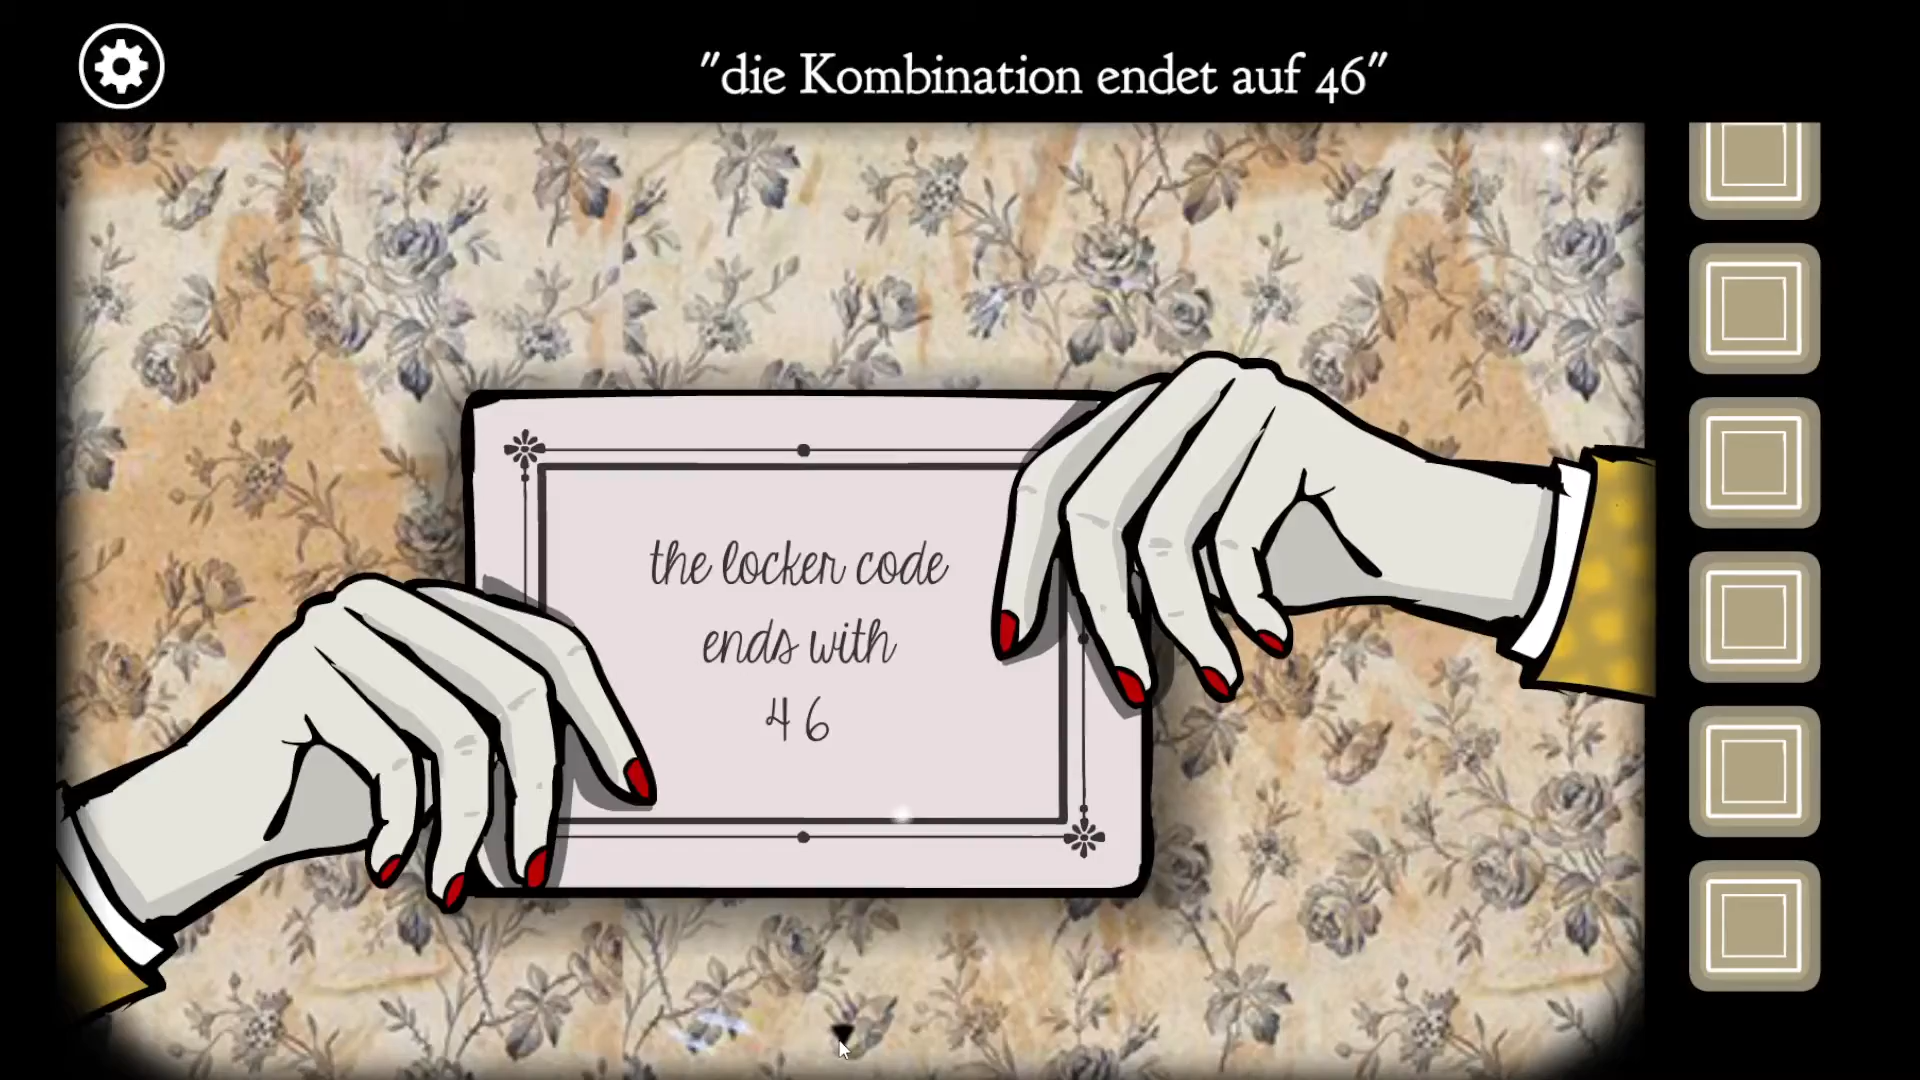 "die Kombination endet auf 46"
the locker code
ends with
46